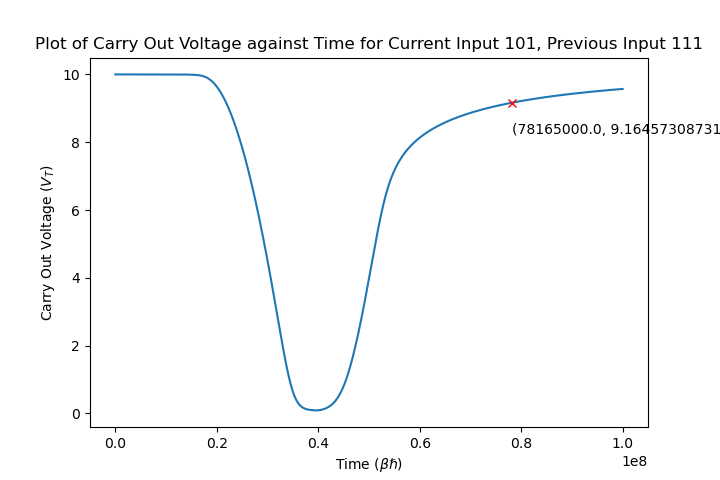 Plot of Carry Out Voltage against Time for Current Input 101, Previous Input 111
10
8
6
4
2
0
Carry Out Voltage (V_T)
(78165000.0, 9.16457308731
0.0 0.2 0.4 0.6 0.8 1.0
1e8
Time (βℏ)